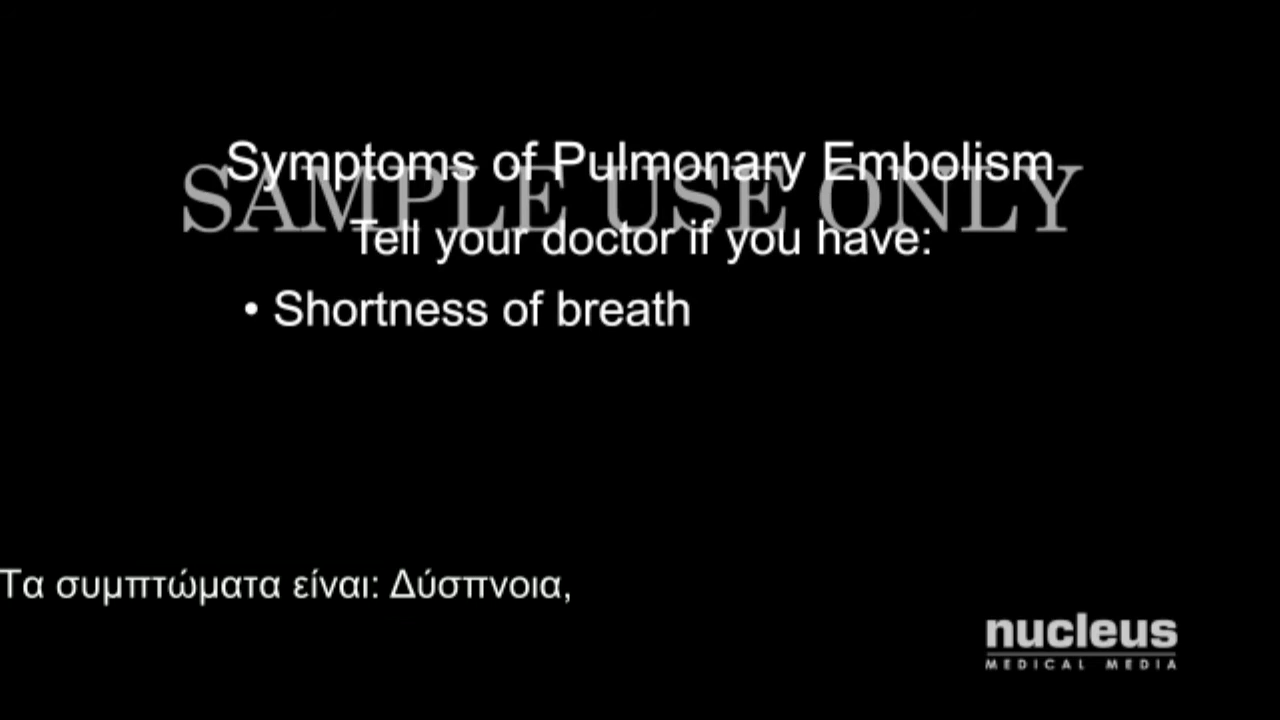 Symptoms of Pulmonary Embolism
SAMPLE USE ONLY
Tell your doctor if you have:
• Shortness of breath
Τα συμπτώματα είναι: Δύσπνοια,
nucleus
MEDICAL MEDIA